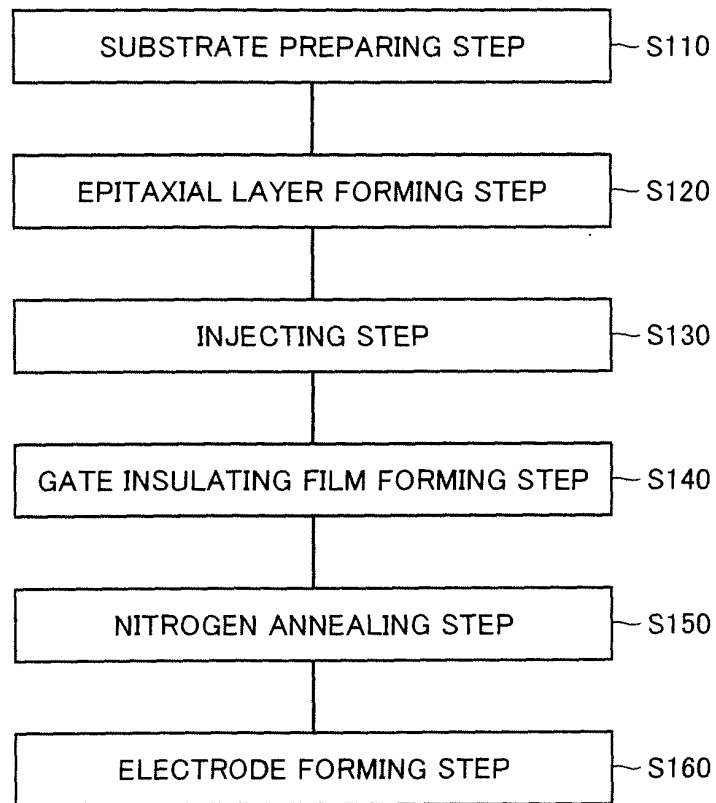 SUBSTRATE PREPARING STEP S110
EPITAXIAL LAYER FORMING STEP S120
INJECTING STEP S130
GATE INSULATING FILM FORMING STEP S140
NITROGEN ANNEALING STEP S150
ELECTRODE FORMING STEP S160